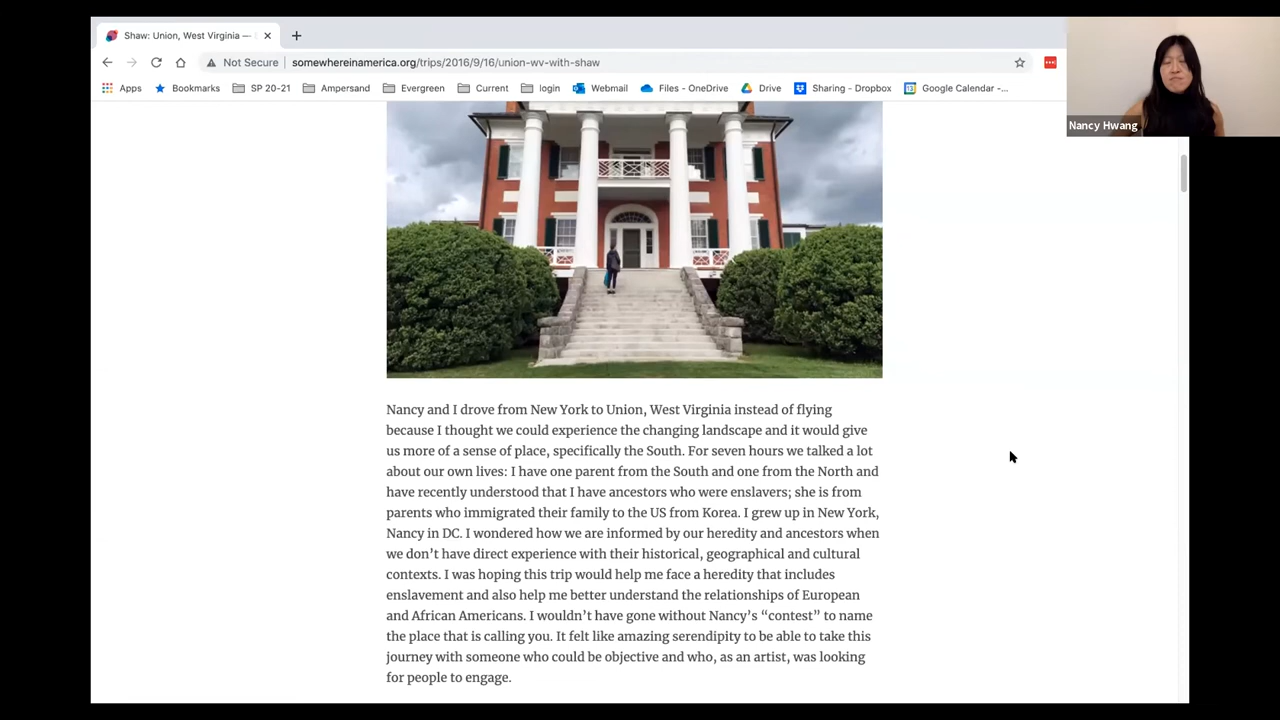 Shaw: Union, West Virginia —
Not Secure
somewhereinamerica.org/trips/2016/9/16/union-wv-with-shaw
Apps
Bookmarks
SP 20-21
Ampersand
Evergreen
Current
login
Webmail
Files - OneDrive
Drive
Sharing - Dropbox
Google Calendar -...
Nancy Hwang
Nancy and I drove from New York to Union, West Virginia instead of flying
because I thought we could experience the changing landscape and it would give
us more of a sense of place, specifically the South. For seven hours we talked a lot
about our own lives: I have one parent from the South and one from the North and
have recently understood that I have ancestors who were enslavers; she is from
parents who immigrated their family to the US from Korea. I grew up in New York,
Nancy in DC. I wondered how we are informed by our heredity and ancestors when
we don’t have direct experience with their historical, geographical and cultural
contexts. I was hoping this trip would help me face a heredity that includes
enslavement and also help me better understand the relationships of European
and African Americans. I wouldn’t have gone without Nancy’s “contest” to name
the place that is calling you. It felt like amazing serendipity to be able to take this
journey with someone who could be objective and who, as an artist, was looking
for people to engage.